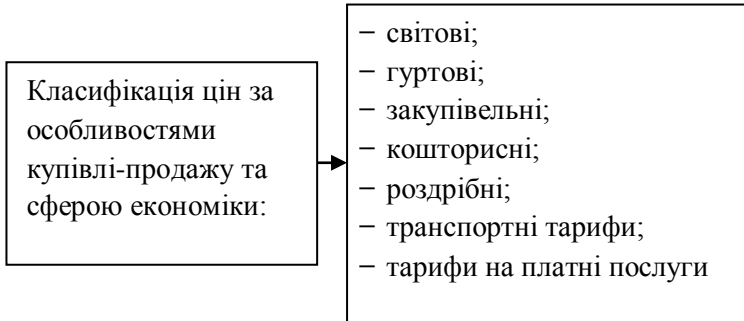 Класифікація цін за
особливостями
купівлі-продажу та
сферою економіки:
− світові;
− гуртові;
− закупівельні;
− кошторисні;
− роздрібні;
− транспортні тарифи;
− тарифи на платні послуги